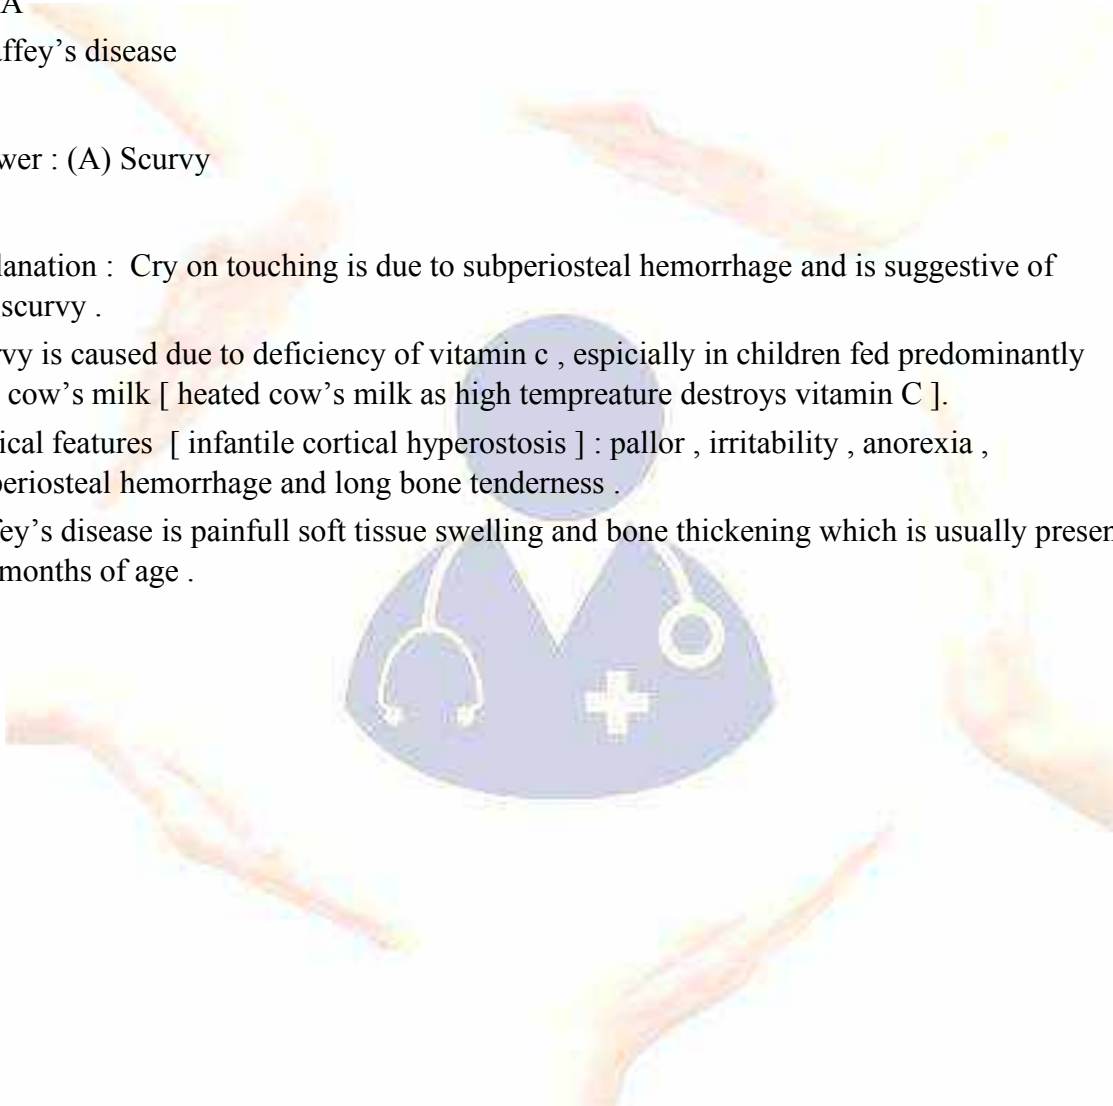 A
ffey’s disease
wer : (A) Scurvy
lanation : Cry on touching is due to subperiosteal hemorrhage and is suggestive of
scurvy .
vy is caused due to deficiency of vitamin c , espicially in children fed predominantly
cow’s milk [ heated cow’s milk as high tempreature destroys vitamin C ].
ical features [ infantile cortical hyperostosis ] : pallor , irritability , anorexia ,
periosteal hemorrhage and long bone tenderness .
fey’s disease is painfull soft tissue swelling and bone thickening which is usually presen
months of age .